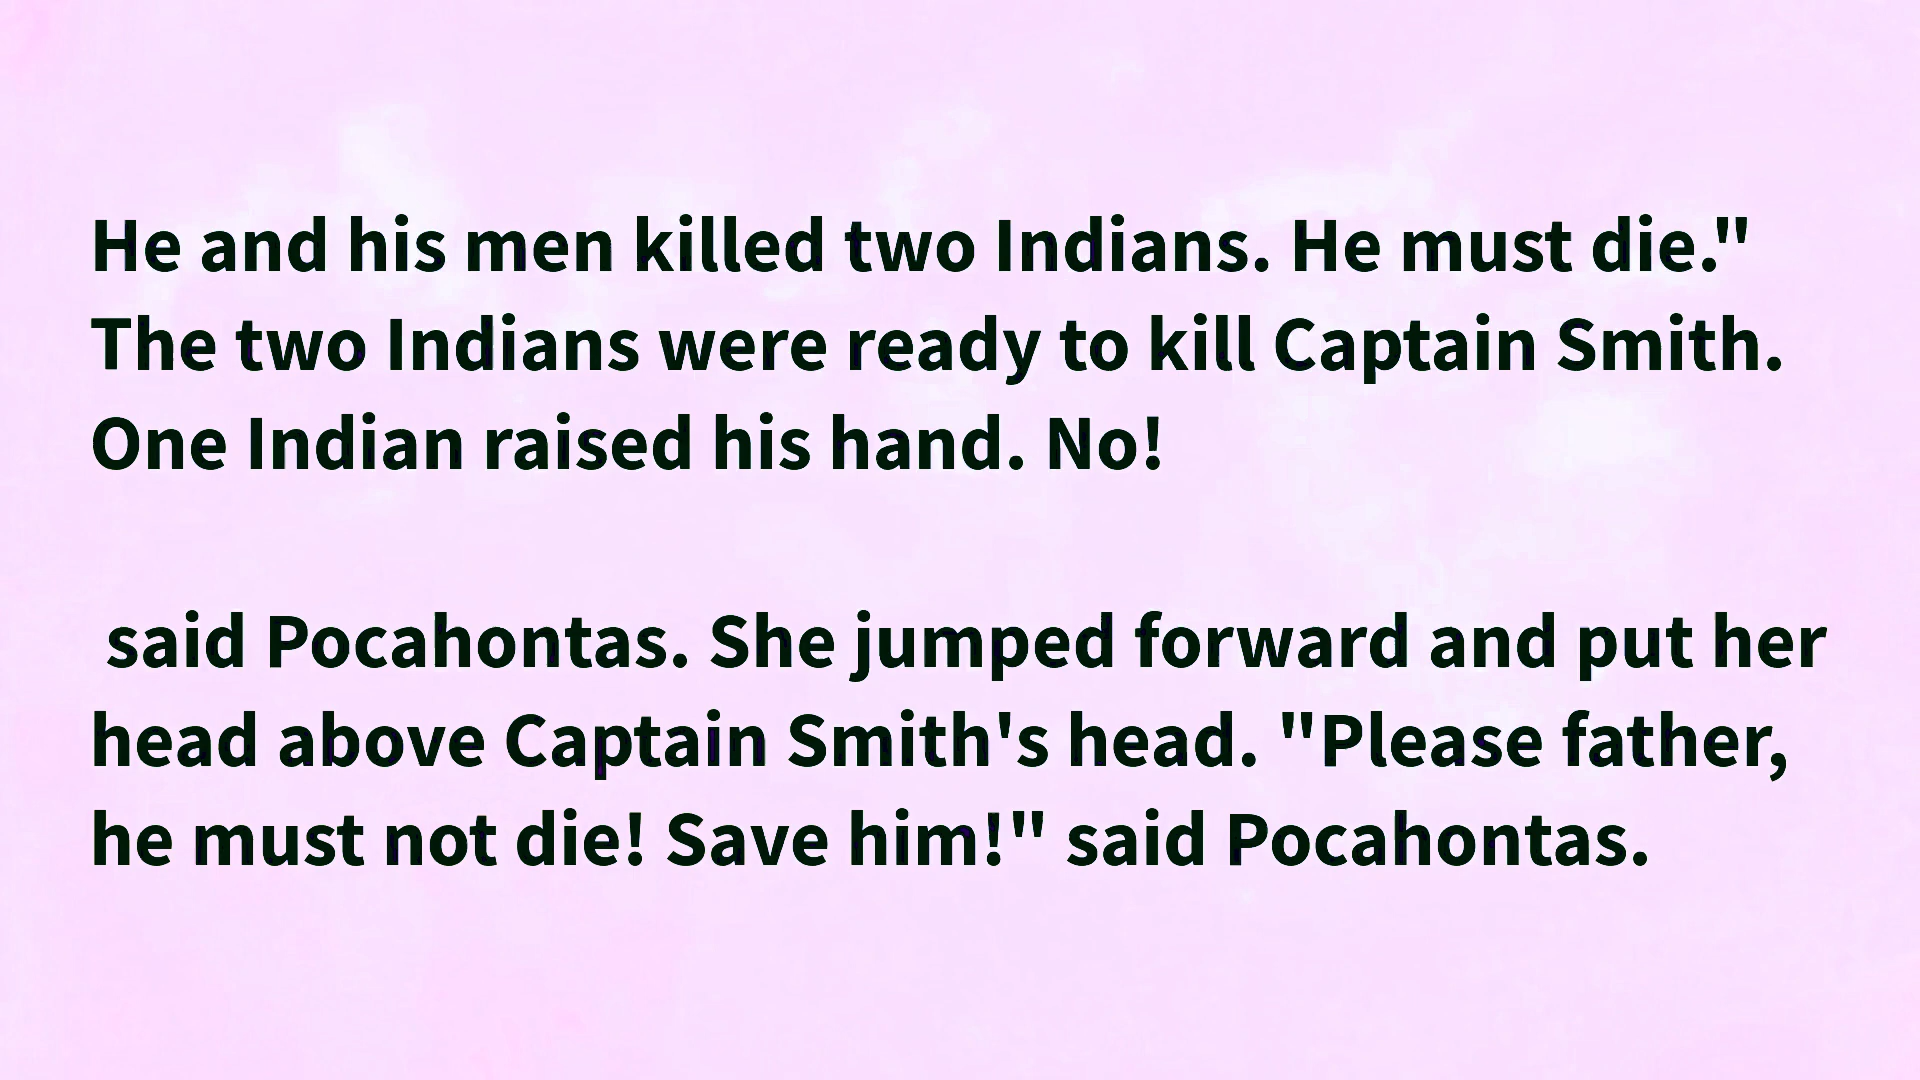 He and his men killed two Indians. He must die."
The two Indians were ready to kill Captain Smith.
One Indian raised his hand. No!
said Pocahontas. She jumped forward and put her
head above Captain Smith's head. "Please father,
he must not die! Save him!" said Pocahontas.